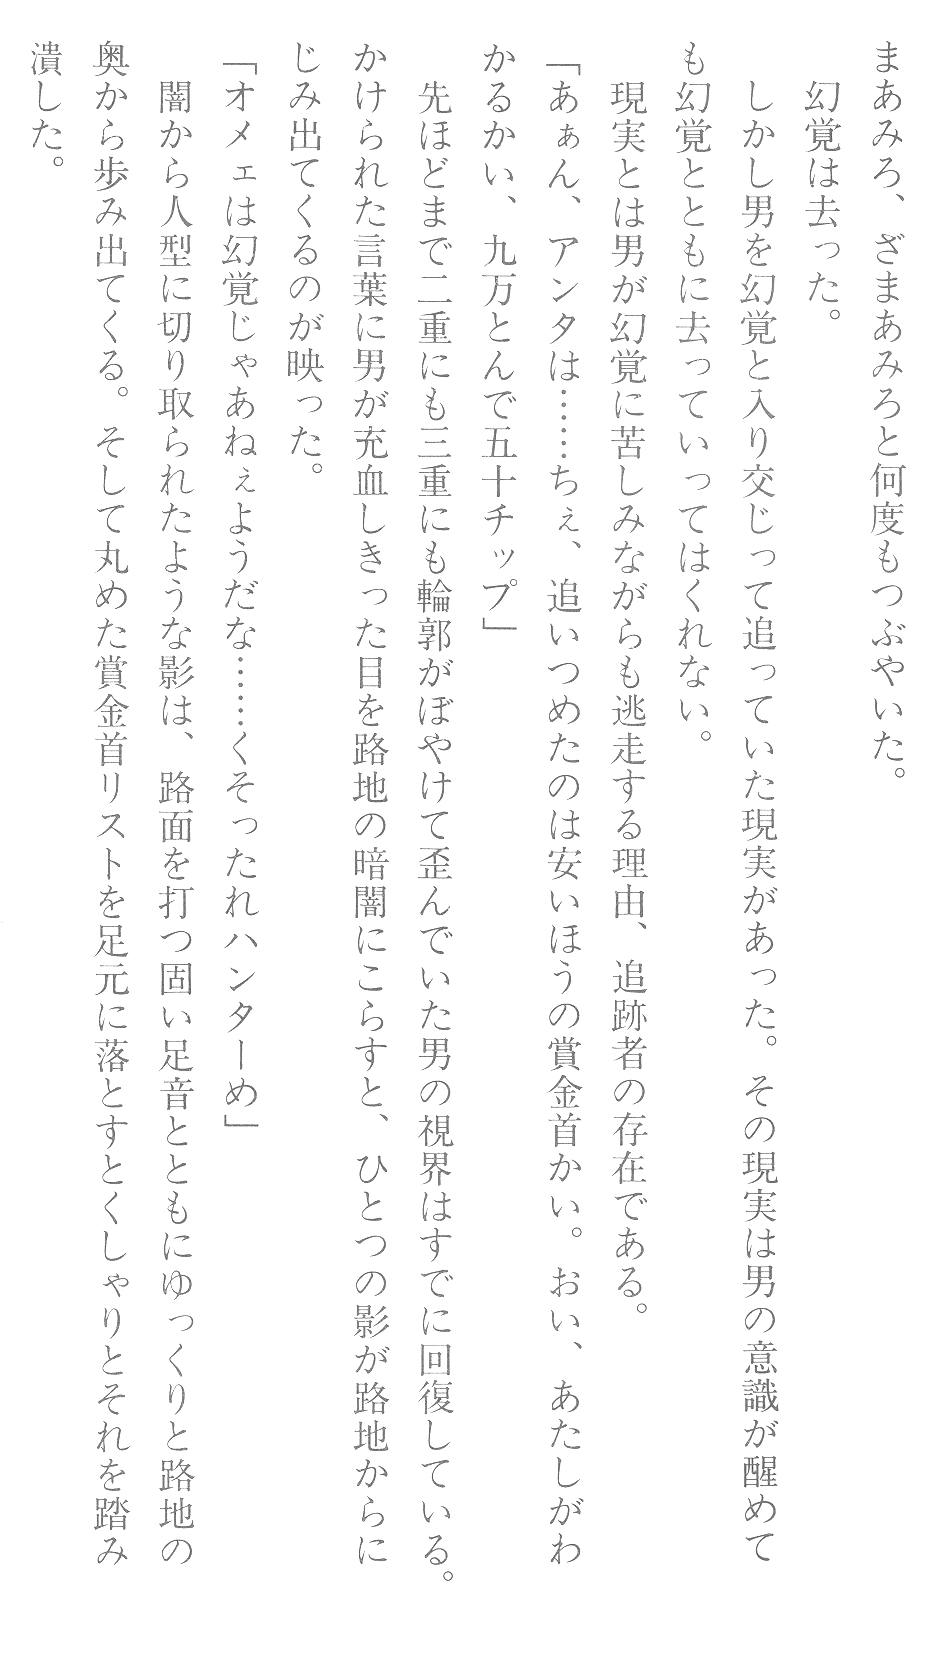 まあみろ、ざまあみろと何度もつぶやいた。
　幻覚は去った。
　しかし男を幻覚と入り交じって追っていた現実があった。その現実は男の意識が醒めて
も幻覚とともに去っていってはくれない。
　現実とは男が幻覚に苦しみながらも逃走する理由、追跡者の存在である。
「あぁん、アンタは……ちぇ、追いつめたのは安いほうの賞金首かい。おい、あたしがわ
かるかい、九万とんで五十チップ」
　先ほどまで二重にも三重にも輪郭がぼやけて歪んでいた男の視界はすでに回復している。
かけられた言葉に男が充血しきった目を路地の暗闇にこらすと、ひとつの影が路地からに
じみ出てくるのが映った。
「オメェは幻覚じゃあねぇようだな……くそったれハンターめ」
　闇から人型に切り取られたような影は、路面を打つ固い足音とともにゆっくりと路地の
奥から歩み出てくる。そして丸めた賞金首リストを足元に落とすとくしゃりとそれを踏み
潰した。